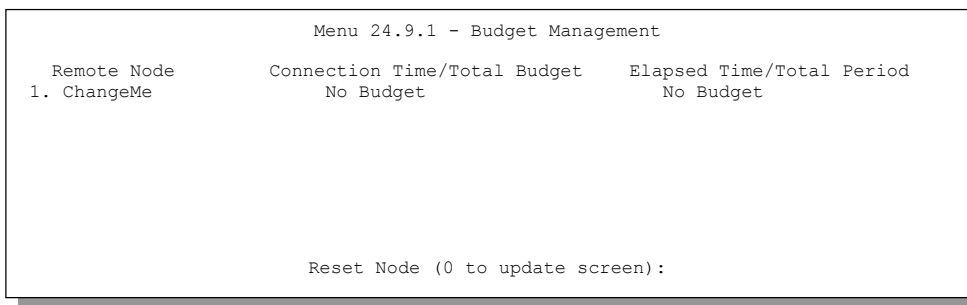 Menu 24.9.1 - Budget Management
Remote Node Connection Time/Total Budget Elapsed Time/Total Period
1. ChangeMe No Budget No Budget
Reset Node (0 to update screen):